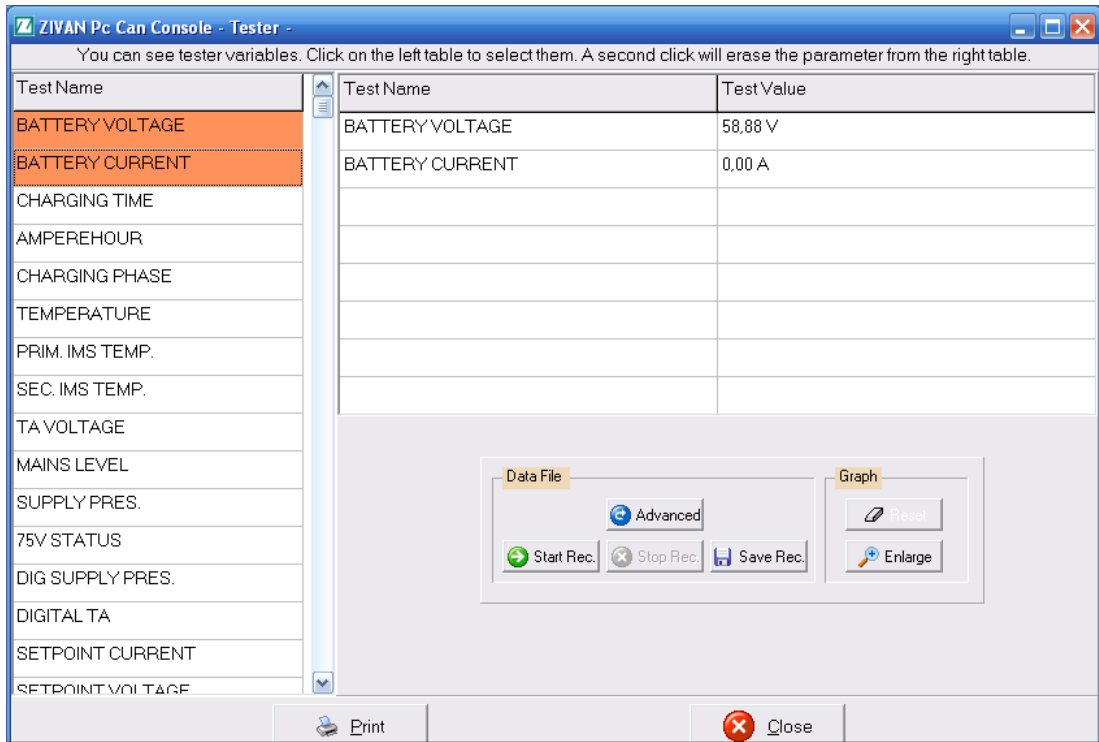 ZIVAN Pc Can Console - Tester -
You can see tester variables. Click on the left table to select them. A second click will erase the parameter from the right table.
Test Name
BATTERY VOLTAGE
BATTERY CURRENT
CHARGING TIME
AMPEREHOUR
CHARGING PHASE
TEMPERATURE
PRIM. IMS TEMP.
SEC. IMS TEMP.
TA VOLTAGE
MAINS LEVEL
SUPPLY PRES.
75V STATUS
DIG SUPPLY PRES.
DIGITAL TA
SETPOINT CURRENT
SETPOINT VOLTAGE
Test Name Test Value
BATTERY VOLTAGE 58,88 V
BATTERY CURRENT 0,00 A
Data File
Advanced
Start Rec. Stop Rec. Save Rec.
Graph
Reset
Enlarge
Print Close